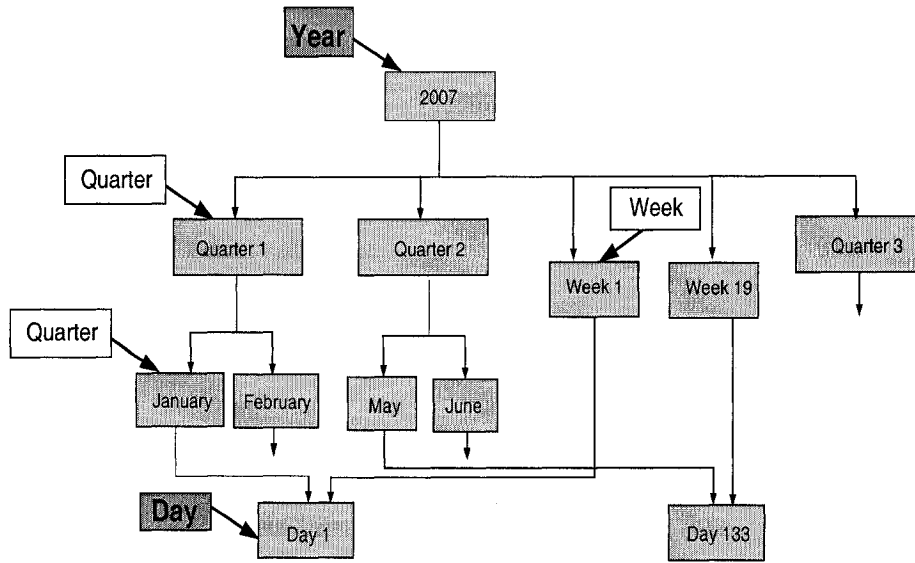 Year
2007
Quarter
Week
Quarter 1
Quarter 2
Quarter 3
Week 1
Week 19
Quarter
January
February
May
June
Day
Day 1
Day 133